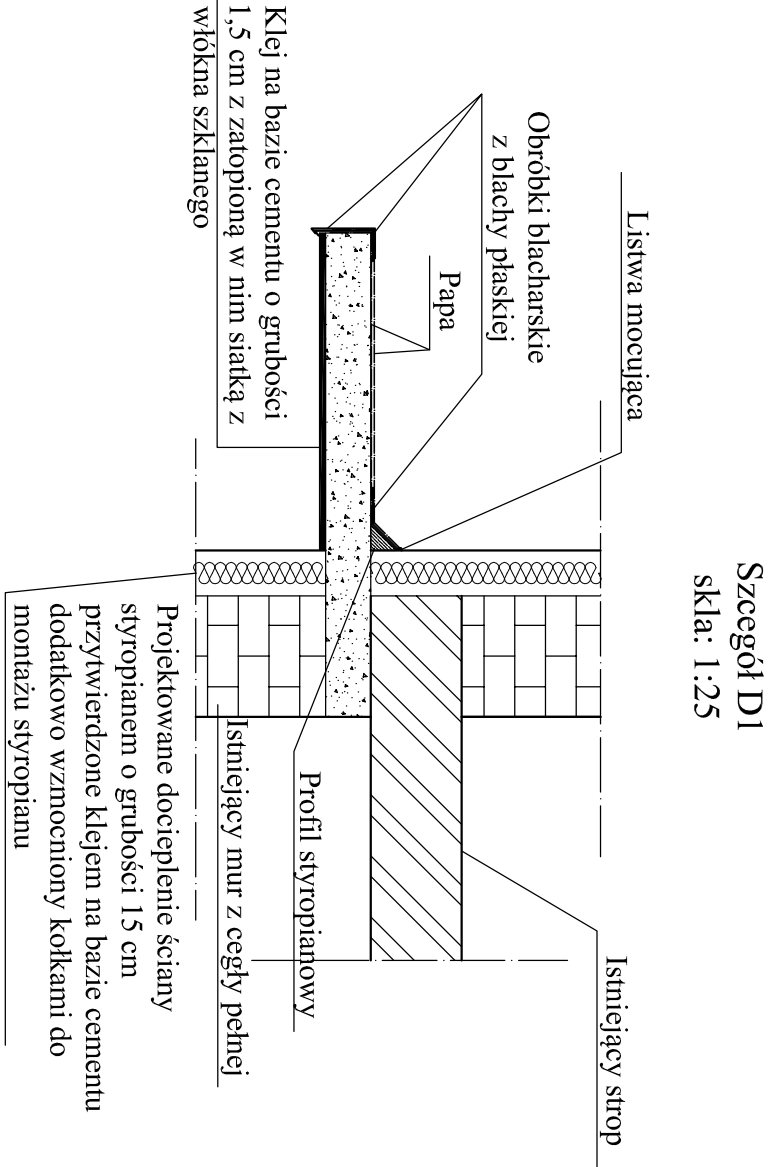 Szcegół D1
skla: 1:25
Listwa mocująca
Istniejący strop
Obróbki blacharskie
z blachy płaskiej
Papa
Profil styropianowy
Klej na bazie cementu o grubości
1,5 cm z zatopioną w nim siatką z
włókna szklanego
Istniejący mur z cegły pełnej
Projektowane docieplenie ściany
styropianem o grubości 15 cm
przytwierdzone klejem na bazie cementu
dodatkowo wzmocniony kołkami do
montażu styropianu